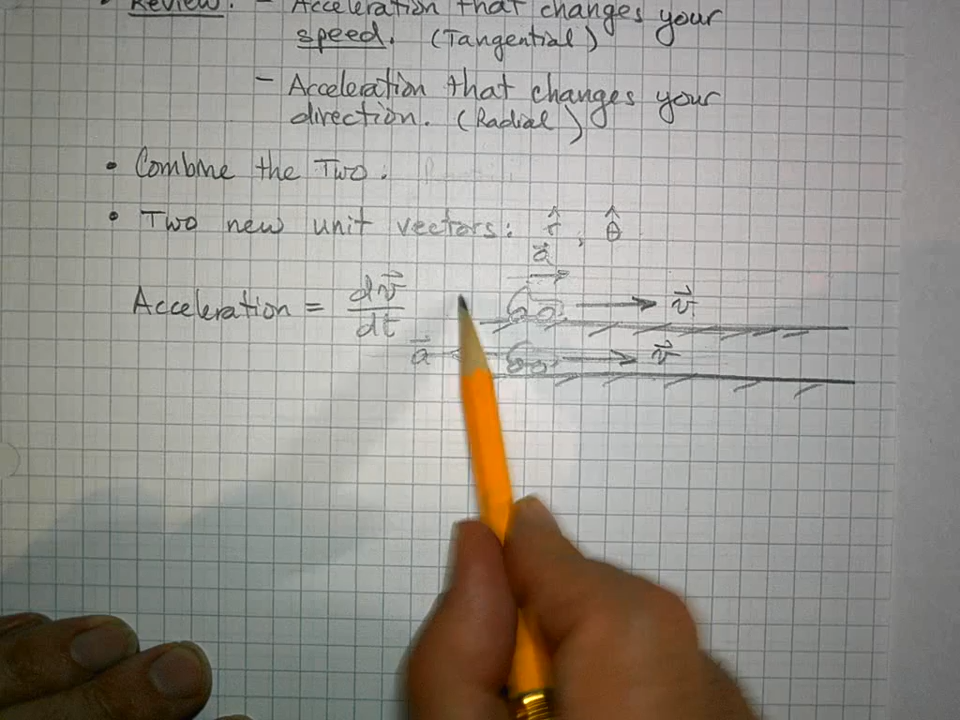 • Review: - Acceleration that changes your
speed. (Tangential)
- Acceleration that changes your
direction. (Radial)
• Combine the Two.
• Two new unit vectors: r̂, θ̂
a⃗
Acceleration = dv⃗/dt
v⃗
a⃗
v⃗